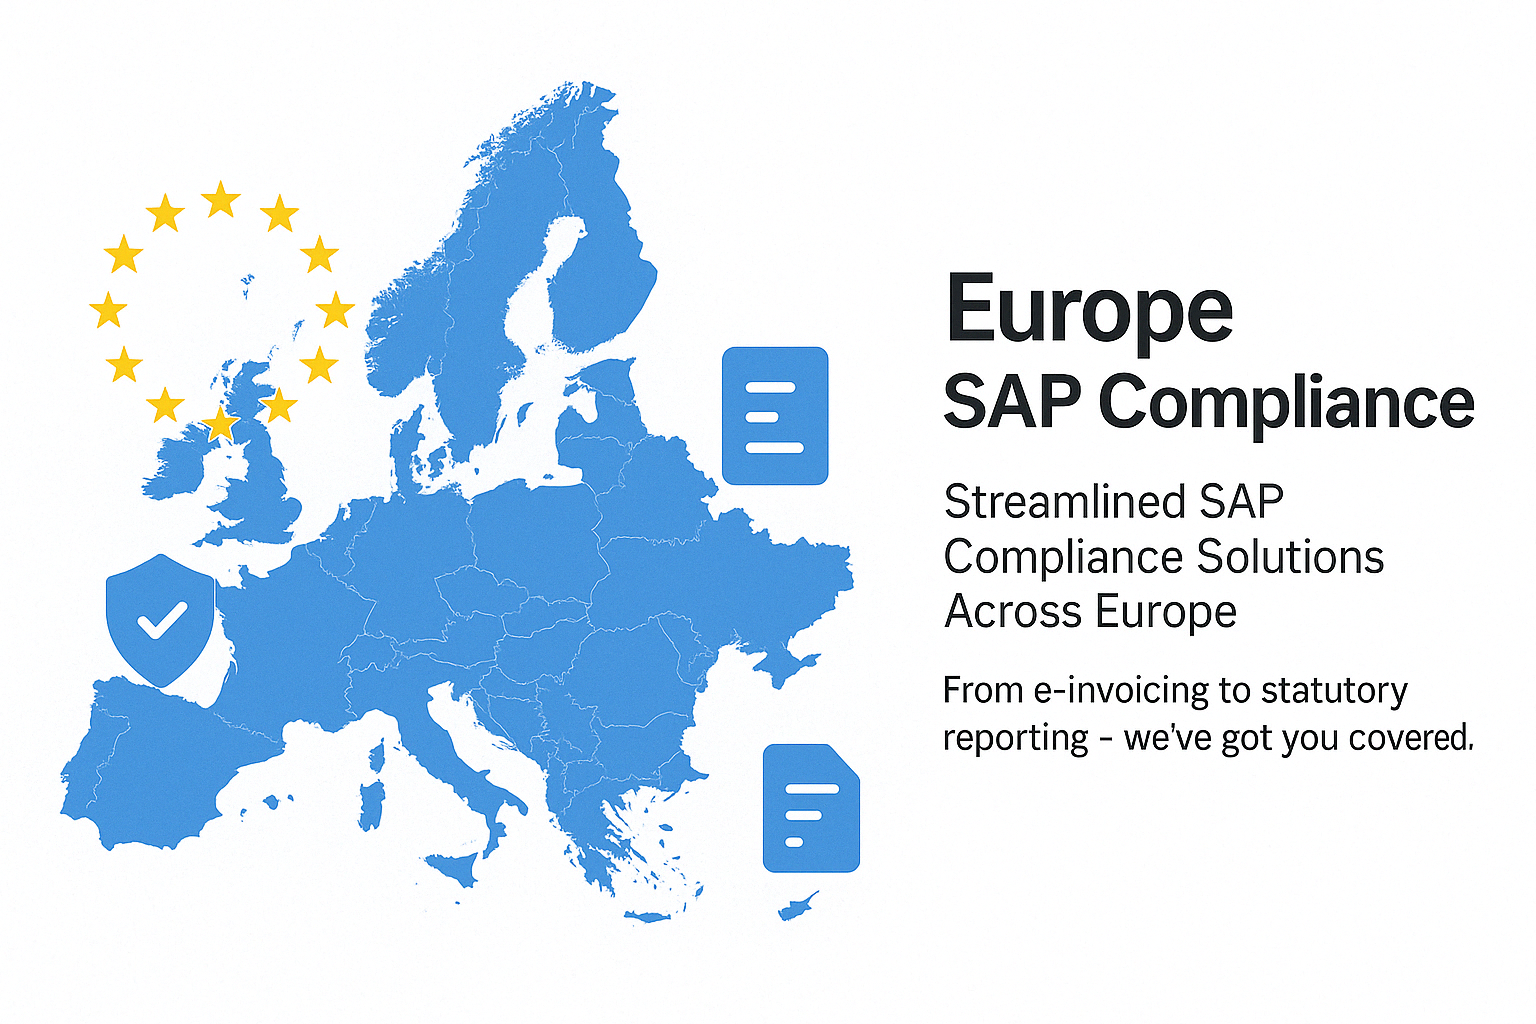 Europe
SAP Compliance
Streamlined SAP
Compliance Solutions
Across Europe
From e-invoicing to statutory
reporting - we've got you covered.